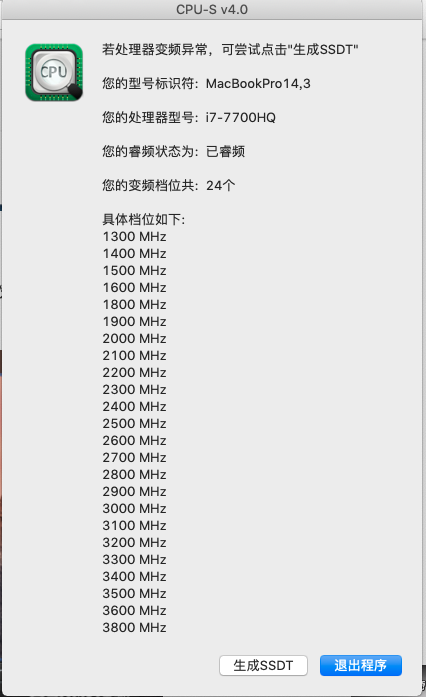 CPU-S v4.0
CPU
若处理器变频异常，可尝试点击"生成SSDT"
您的型号标识符：MacBookPro14,3
您的处理器型号：i7-7700HQ
您的睿频状态为：已睿频
您的变频档位共：24个
具体档位如下：
1300 MHz
1400 MHz
1500 MHz
1600 MHz
1800 MHz
1900 MHz
2000 MHz
2100 MHz
2200 MHz
2300 MHz
2400 MHz
2500 MHz
2600 MHz
2700 MHz
2800 MHz
2900 MHz
3000 MHz
3100 MHz
3200 MHz
3300 MHz
3400 MHz
3500 MHz
3600 MHz
3800 MHz
生成SSDT
退出程序